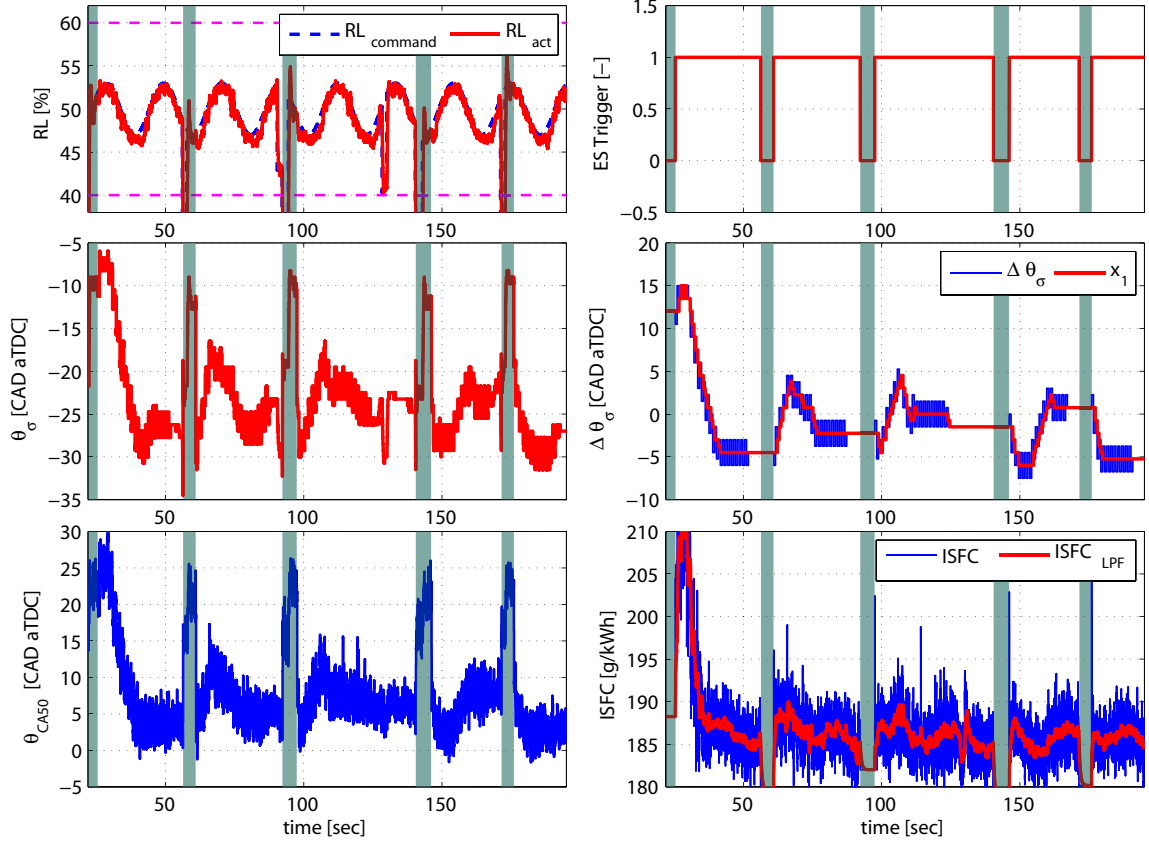 60
55
50
45
40
RL [%]
RL command RL act
50 100 150
1.5
1
0.5
0
−0.5
ES Trigger [−]
50 100 150
−5
−10
−15
−20
−25
−30
−35
θσ [CAD aTDC]
50 100 150
20
15
10
5
0
−5
−10
Δ θσ [CAD aTDC]
Δ θσ x1
50 100 150
30
25
20
15
10
5
0
−5
θCA50 [CAD aTDC]
50 100 150
time [sec]
210
205
200
195
190
185
180
ISFC [g/kWh]
ISFC ISFC LPF
50 100 150
time [sec]